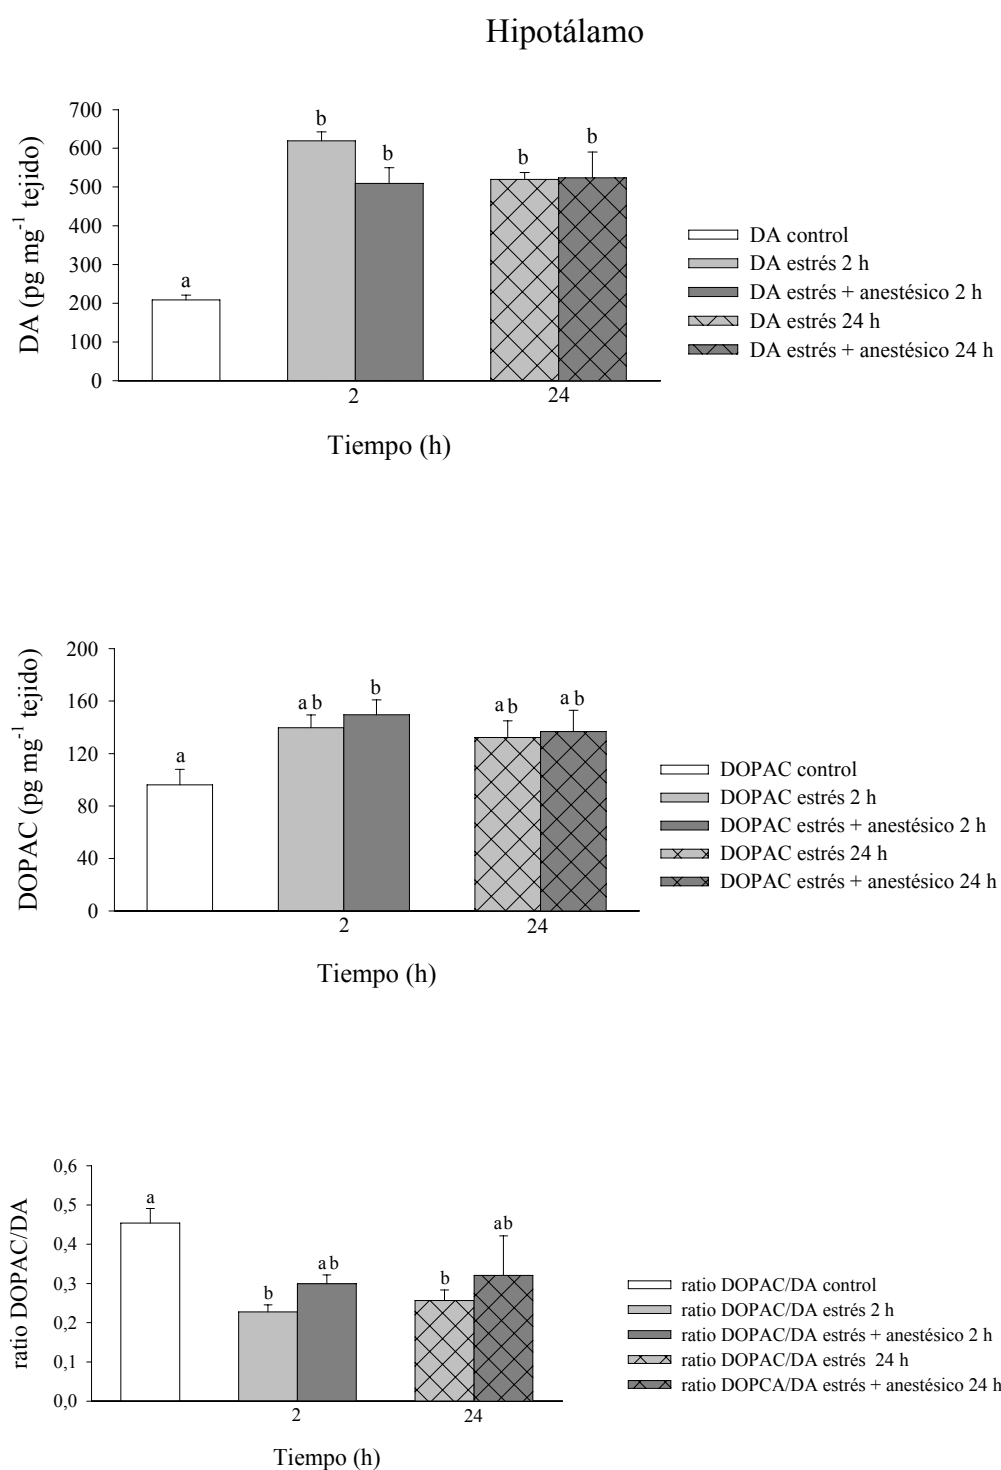 Hipotálamo
DA (pg mg⁻¹ tejido)
700
600
500
400
300
200
100
0
a
b
b
b
b
2
24
Tiempo (h)
DA control
DA estrés 2 h
DA estrés + anestésico 2 h
DA estrés 24 h
DA estrés + anestésico 24 h
DOPAC (pg mg⁻¹ tejido)
200
160
120
80
40
0
a
a b
b
a b
a b
2
24
Tiempo (h)
DOPAC control
DOPAC estrés 2 h
DOPAC estrés + anestésico 2 h
DOPAC estrés 24 h
DOPAC estrés + anestésico 24 h
ratio DOPAC/DA
0,6
0,5
0,4
0,3
0,2
0,1
0,0
a
b
a b
b
ab
2
24
Tiempo (h)
ratio DOPAC/DA control
ratio DOPAC/DA estrés 2 h
ratio DOPAC/DA estrés + anestésico 2 h
ratio DOPAC/DA estrés 24 h
ratio DOPCA/DA estrés + anestésico 24 h